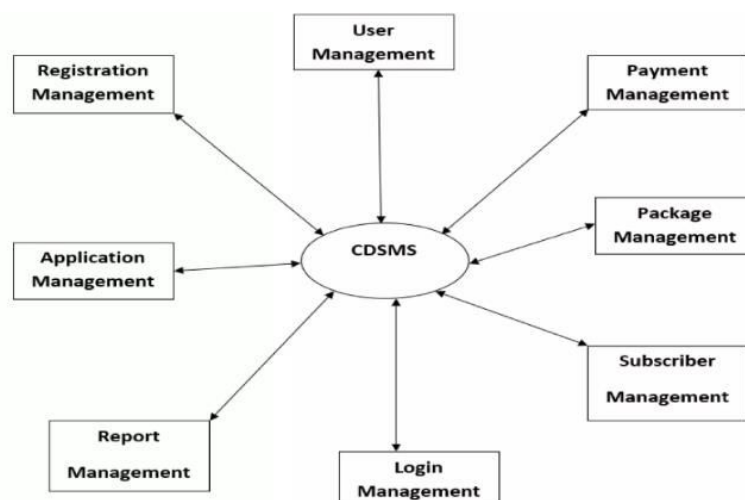 User
Management
Registration
Management
Payment
Management
Package
Management
CDSMS
Application
Management
Subscriber
Management
Report
Management
Login
Management